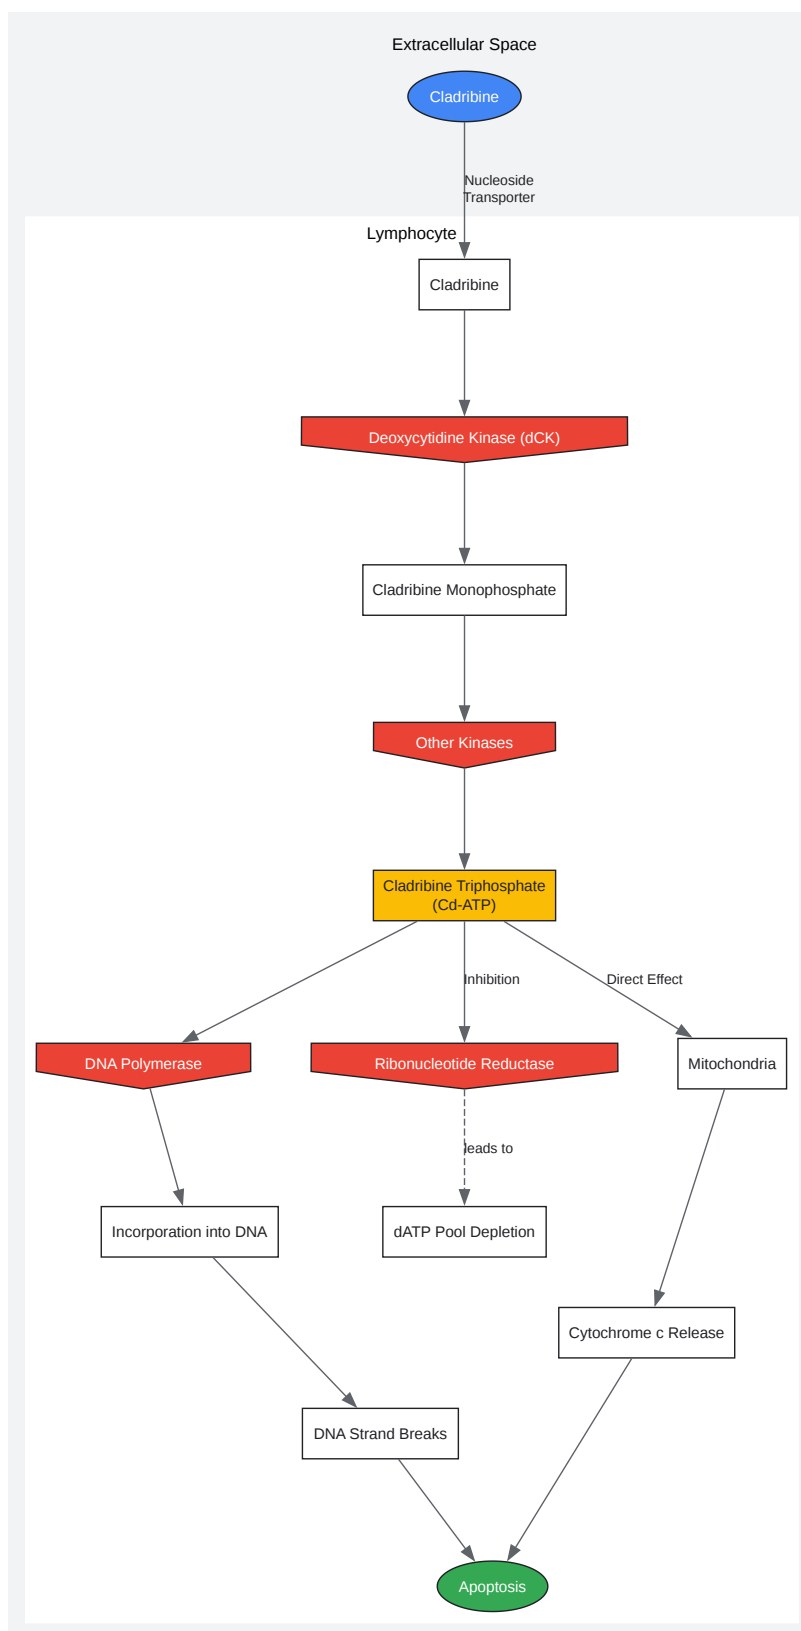 Extracellular Space
Cladribine
Nucleoside
Transporter
Lymphocyte
Cladribine
Deoxycytidine Kinase (dCK)
Cladribine Monophosphate
Other Kinases
Cladribine Triphosphate
(Cd-ATP)
Inhibition
Direct Effect
DNA Polymerase
Ribonucleotide Reductase
Mitochondria
leads to
Incorporation into DNA
dATP Pool Depletion
Cytochrome c Release
DNA Strand Breaks
Apoptosis